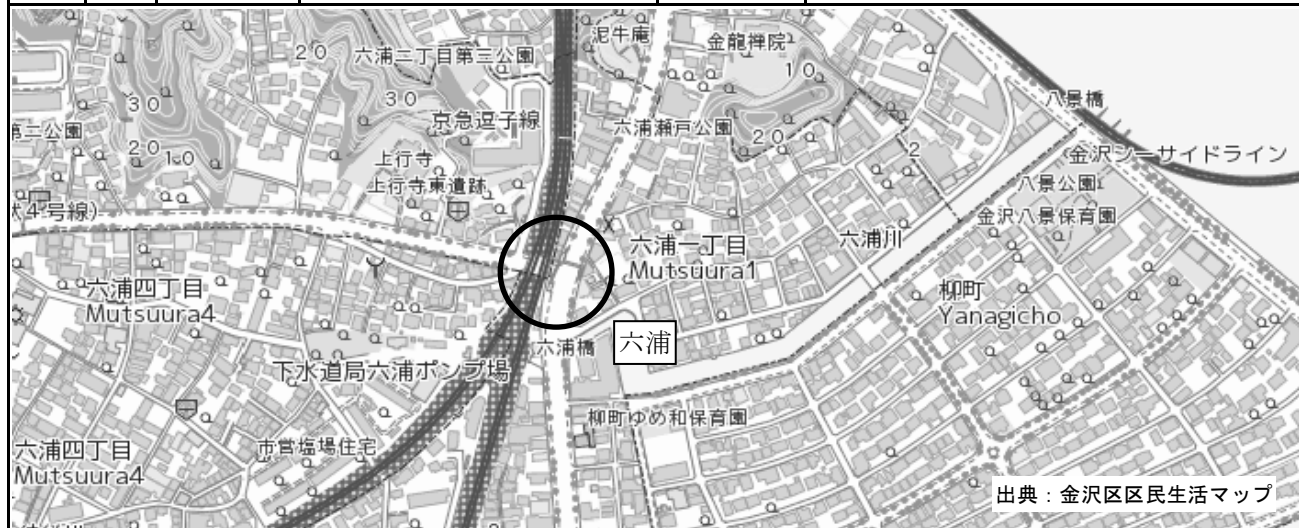 泥牛庵
金龍禅院
20
六浦二丁目第三公園
10
八景橋
30
30
京急逗子線
六浦瀬戸公園
第二公園
20
20
10
2
上行寺
金沢シーサイドライン
上行寺東遺跡
八景公園
状4号線)
金沢八景保育園
六浦一丁目
Mutsuura1
六浦川
六浦四丁目
Mutsuura4
柳町
Yanagicho
六浦橋
六浦
下水道局六浦ポンプ場
柳町ゆめ和保育園
市営塩場住宅
六浦四丁目
Mutsuura4
出典：金沢区区民生活マップ